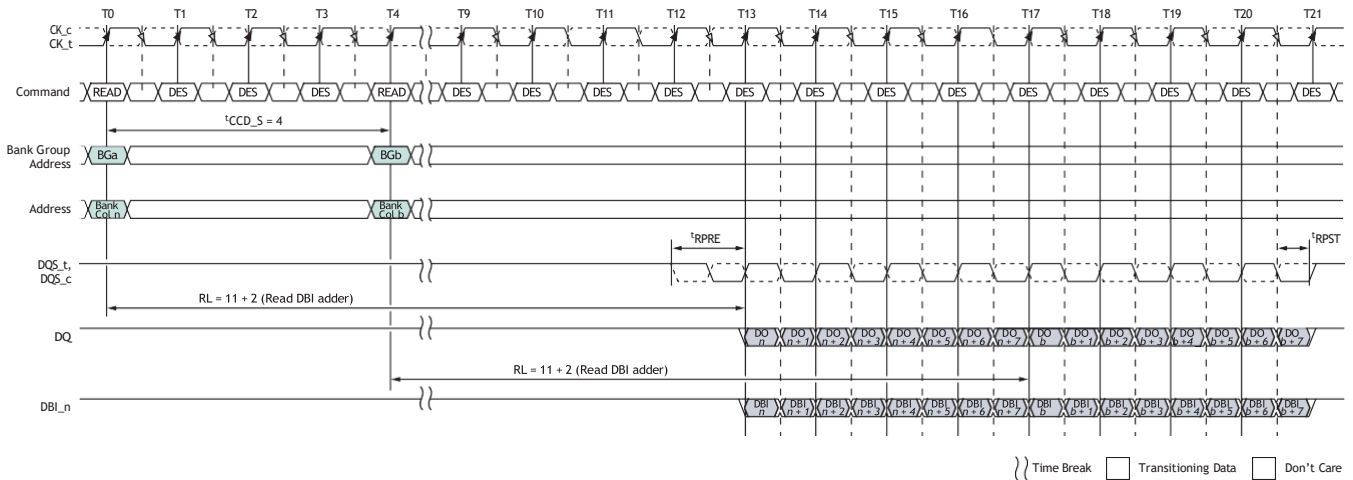 T0 T1 T2 T3 T4 T9 T10 T11 T12 T13 T14 T15 T16 T17 T18 T19 T20 T21
CK_c
CK_t
Command READ DES DES DES READ DES DES DES DES DES DES DES DES DES DES DES DES DES
tCCD_S = 4
Bank Group
Address
BGa BGb
Address
Bank
Col n
Bank
Col b
tRPRE tRPST
DQS_t,
DQS_c
RL = 11 + 2 (Read DBI adder)
DQ
DO DO DO DO DO DO DO DO DO DO DO DO DO DO DO DO
n n + 1 n + 2 n + 3 n + 4 n + 5 n + 6 n + 7 b b + 1 b + 2 b + 3 b +4 b + 5 b + 6 b + 7
RL = 11 + 2 (Read DBI adder)
DBI_n
DBI DBI DBI DBI DBI DBI DBI DBI DBI DBI DBI DBI DBI DBI DBI DBI
n n + 1 n + 2 n + 3 n + 4 n + 5 n + 6 n + 7 b b + 1 b + 2 b + 3 b + 4 b + 5 b + 6 b + 7
Time Break Transitioning Data Don't Care